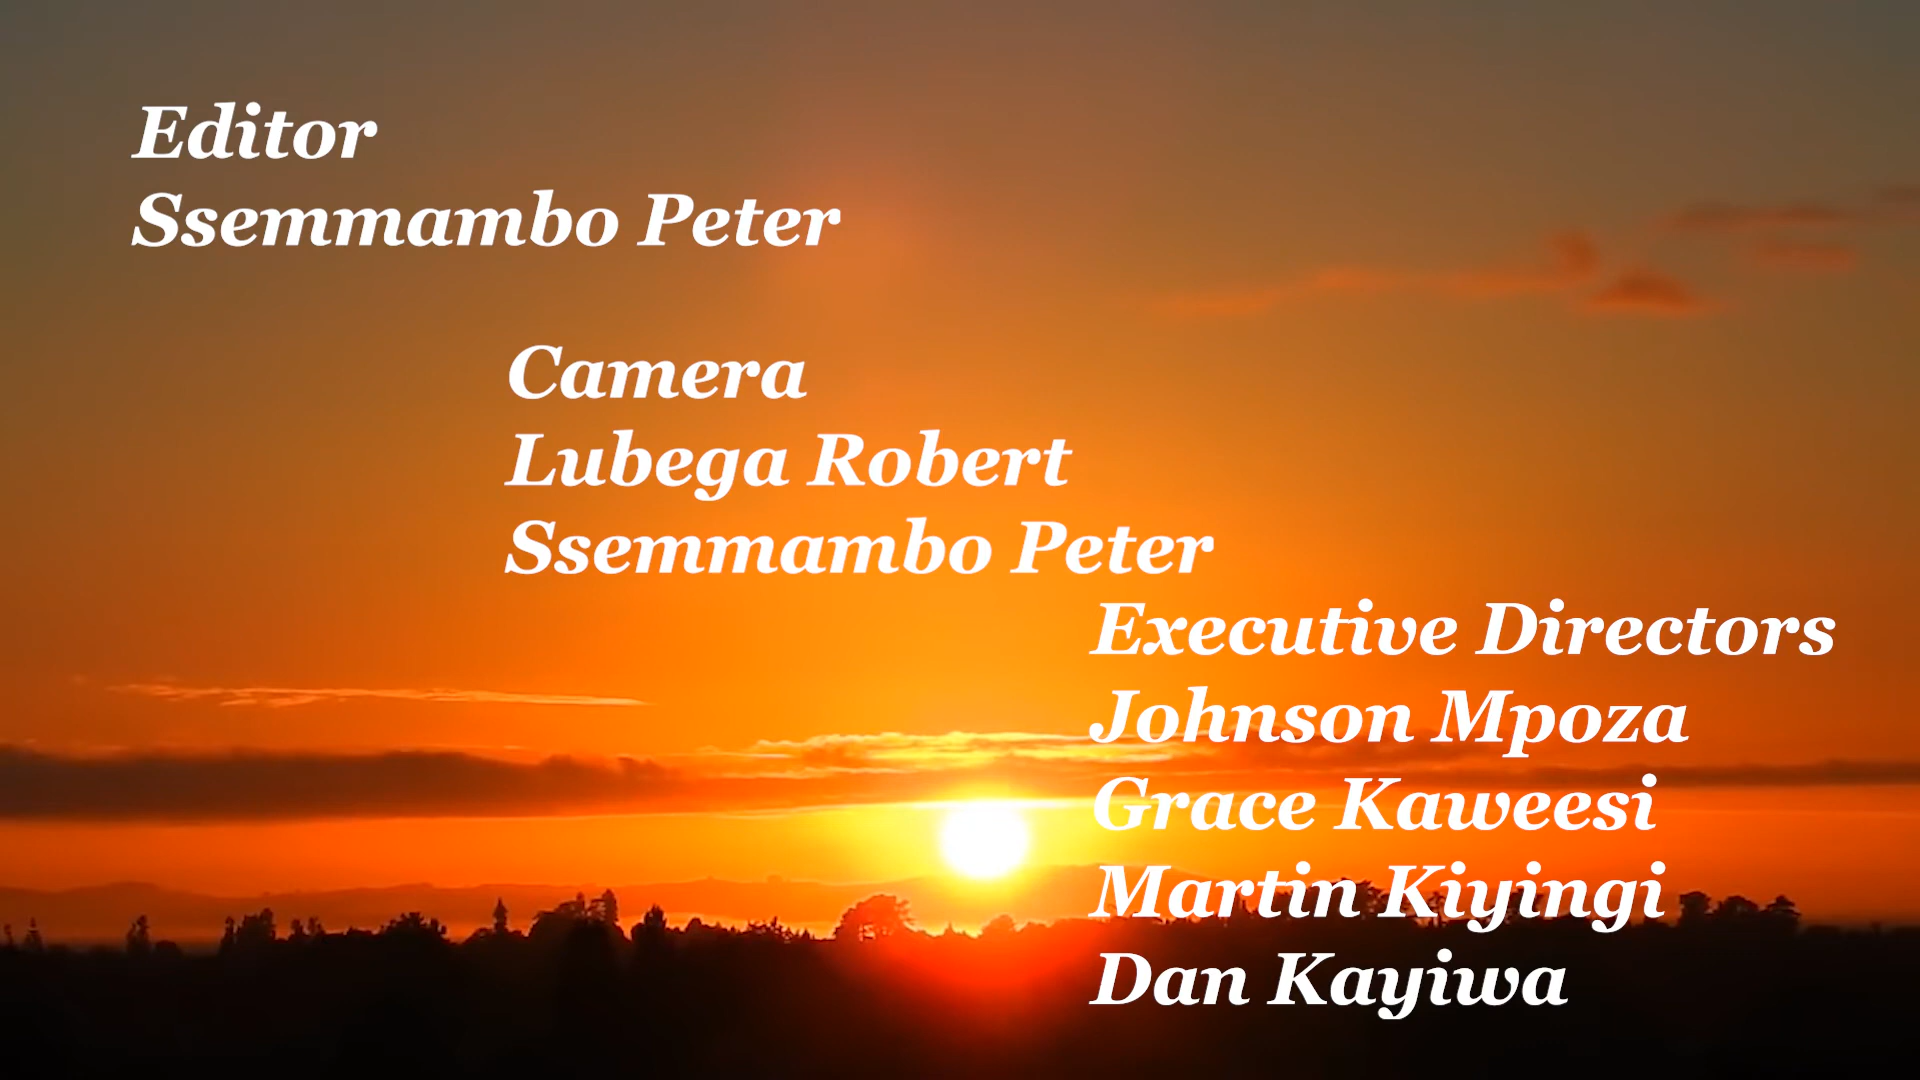 Editor
Ssemmambo Peter
Camera
Lubega Robert
Ssemmambo Peter
Executive Directors
Johnson Mpoza
Grace Kaweesi
Martin Kiyingi
Dan Kayiwa